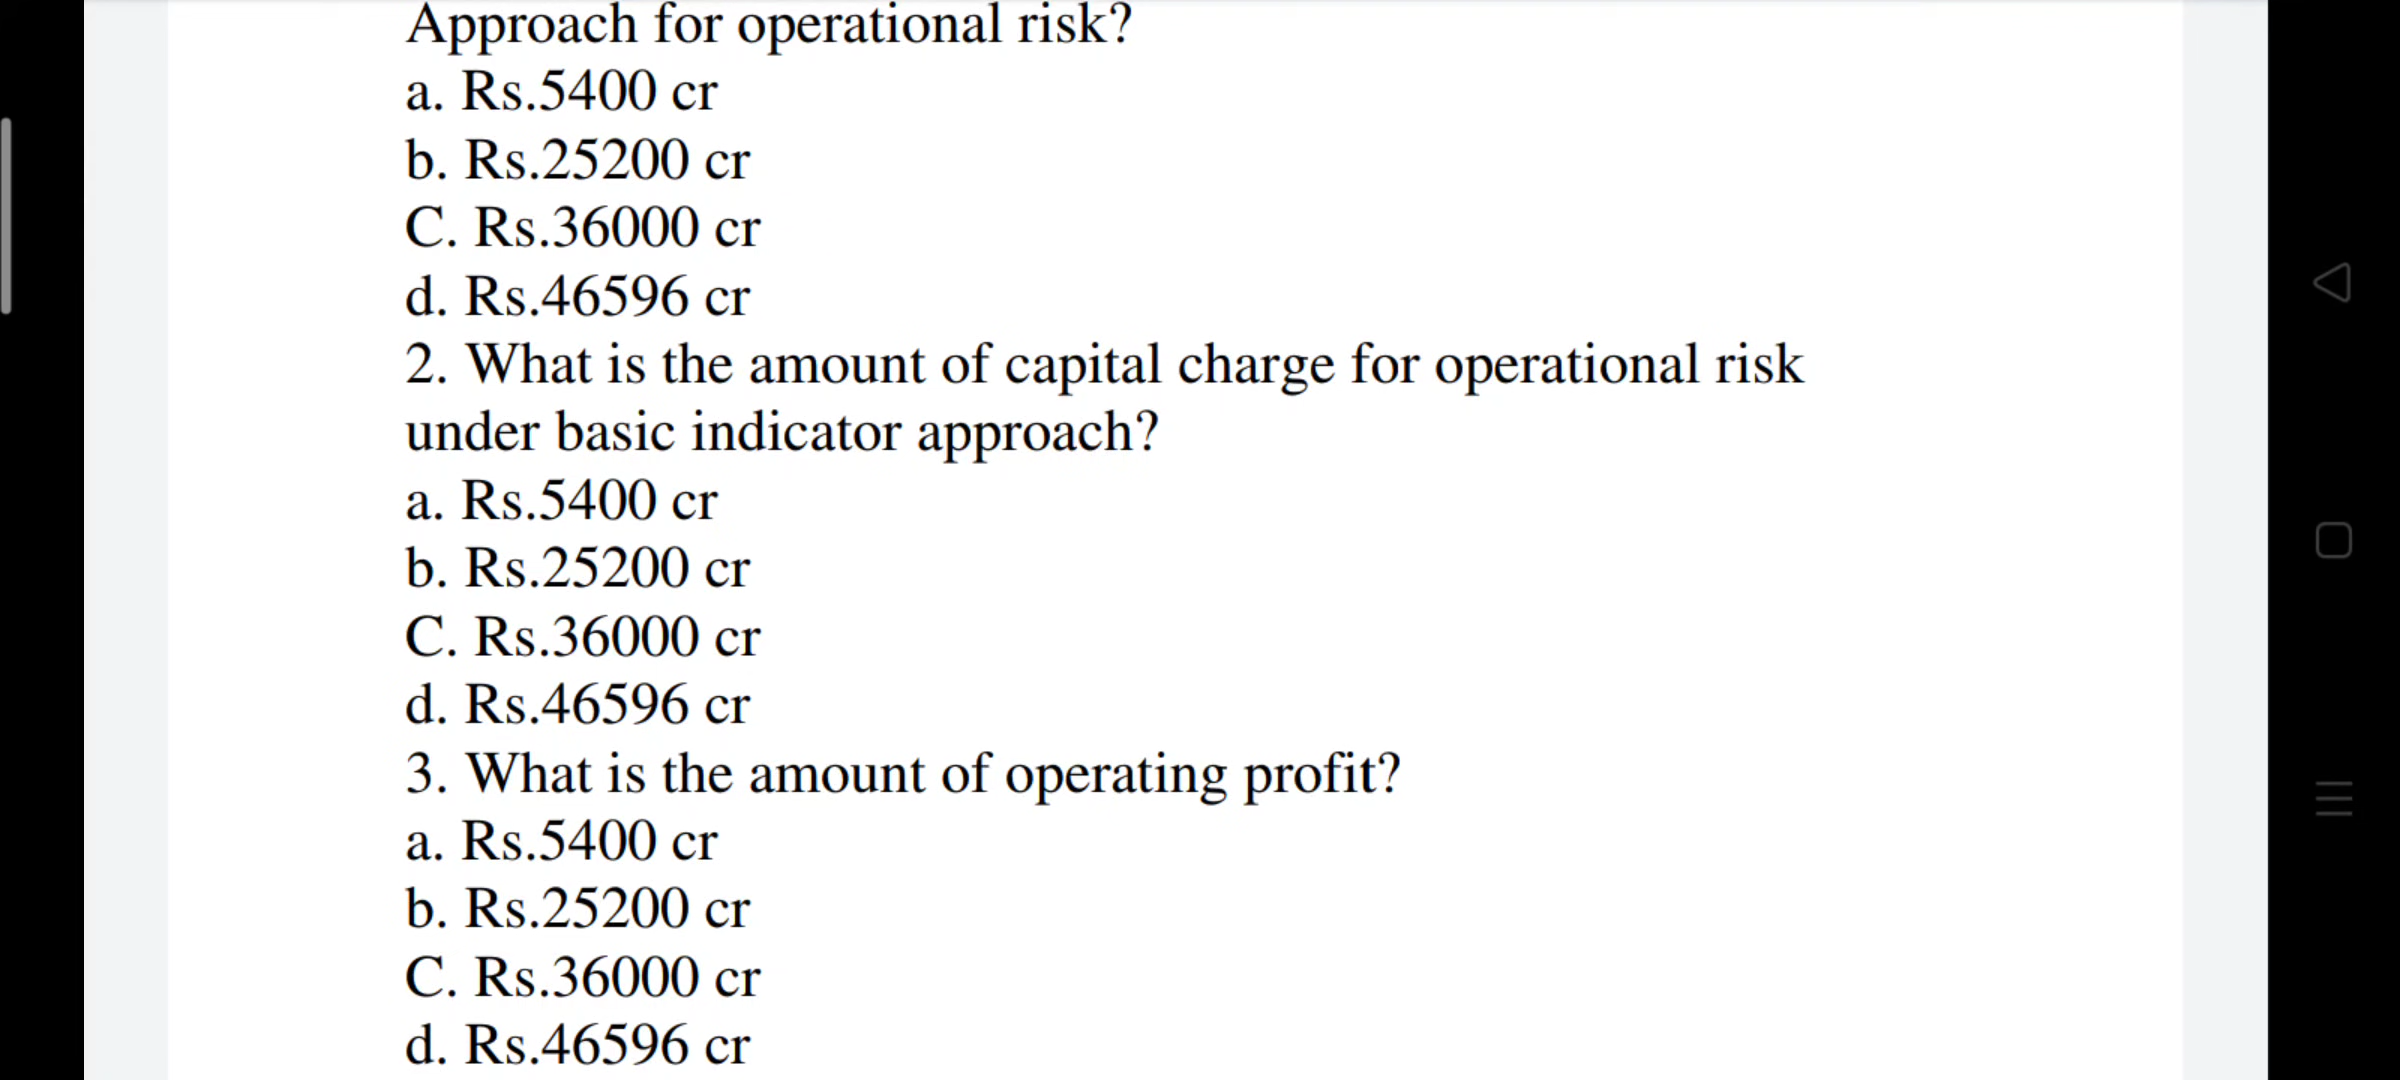 Approach for operational risk?
a. Rs.5400 cr
b. Rs.25200 cr
C. Rs.36000 cr
d. Rs.46596 cr
2. What is the amount of capital charge for operational risk
under basic indicator approach?
a. Rs.5400 cr
b. Rs.25200 cr
C. Rs.36000 cr
d. Rs.46596 cr
3. What is the amount of operating profit?
a. Rs.5400 cr
b. Rs.25200 cr
C. Rs.36000 cr
d. Rs.46596 cr